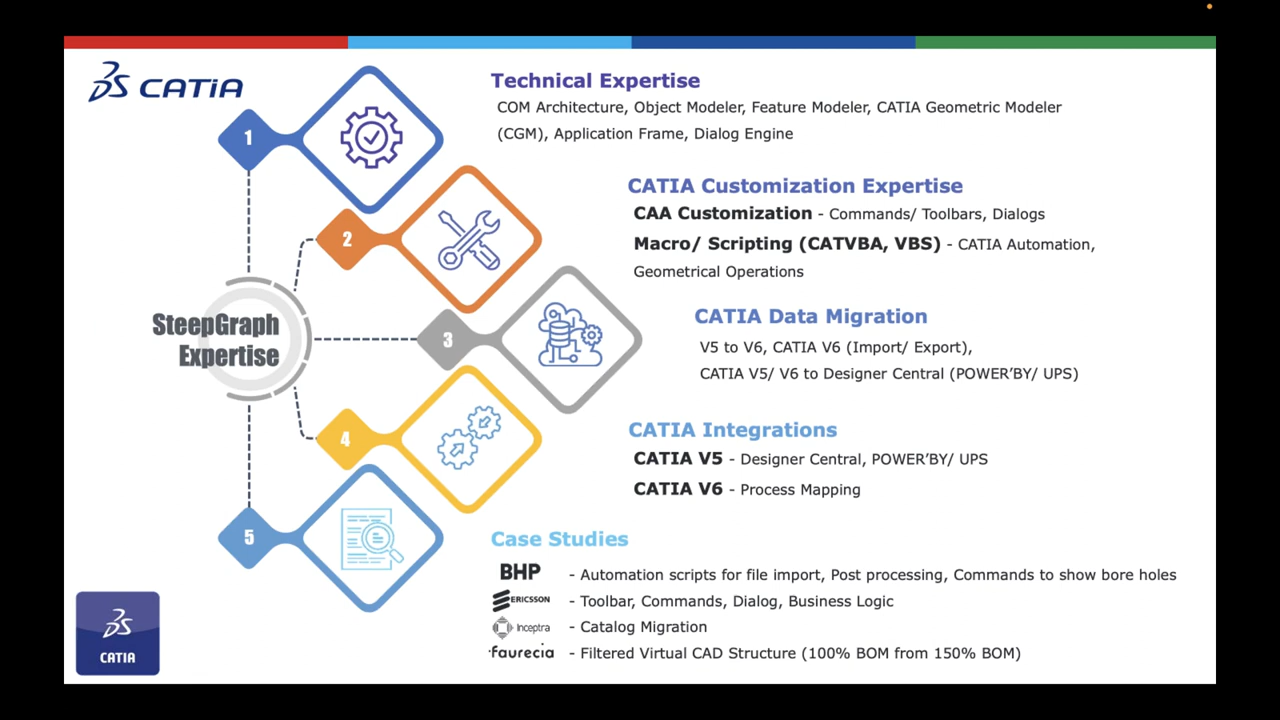 CATIA
Technical Expertise
COM Architecture, Object Modeler, Feature Modeler, CATIA Geometric Modeler
(CGM), Application Frame, Dialog Engine
1
CATIA Customization Expertise
CAA Customization - Commands/ Toolbars, Dialogs
Macro/ Scripting (CATVBA, VBS) - CATIA Automation,
Geometrical Operations
2
SteepGraph
Expertise
3
CATIA Data Migration
V5 to V6, CATIA V6 (Import/ Export),
CATIA V5/ V6 to Designer Central (POWER’BY/ UPS)
4
CATIA Integrations
CATIA V5 - Designer Central, POWER’BY/ UPS
CATIA V6 - Process Mapping
5
Case Studies
BHP - Automation scripts for file import, Post processing, Commands to show bore holes
ERICSSON - Toolbar, Commands, Dialog, Business Logic
Inceptra - Catalog Migration
faurecia - Filtered Virtual CAD Structure (100% BOM from 150% BOM)
CATIA